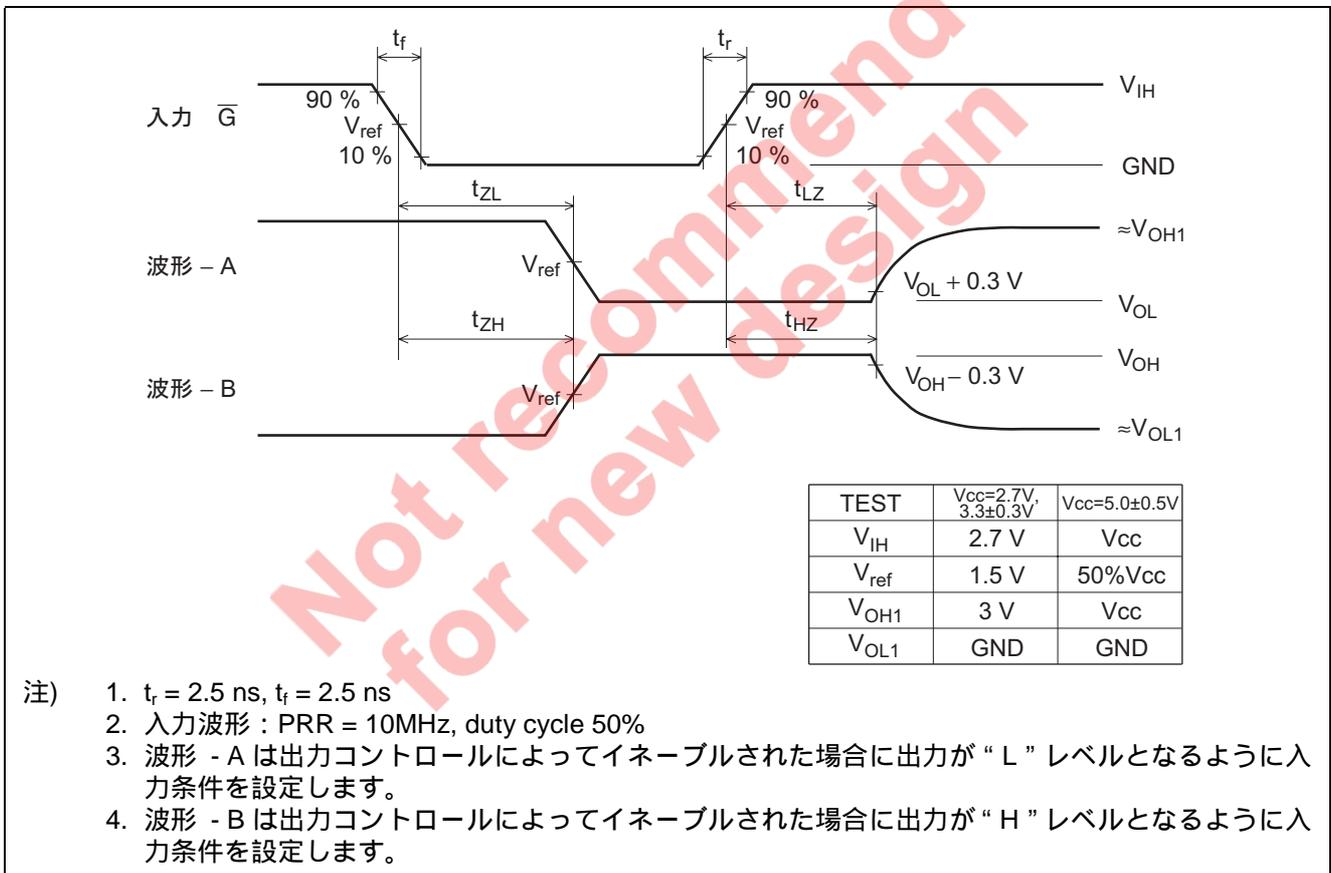 t_f t_r
90 % 90 % V_IH
入力 G̅
V_ref V_ref
10 % 10 %
GND
t_ZL t_LZ
≈V_OH1
波形 – A V_ref
V_OL + 0.3 V
V_OL
t_ZH t_HZ
V_OH
V_OH – 0.3 V
波形 – B V_ref
≈V_OL1
TEST Vcc=2.7V, 3.3±0.3V Vcc=5.0±0.5V
V_IH 2.7 V Vcc
V_ref 1.5 V 50%Vcc
V_OH1 3 V Vcc
V_OL1 GND GND
Not recommend
for new design
注) 1. t_r = 2.5 ns, t_f = 2.5 ns
2. 入力波形：PRR = 10MHz, duty cycle 50%
3. 波形 - A は出力コントロールによってイネーブルされた場合に出力が “ L ” レベルとなるように入
力条件を設定します。
4. 波形 - B は出力コントロールによってイネーブルされた場合に出力が “ H ” レベルとなるように入
力条件を設定します。